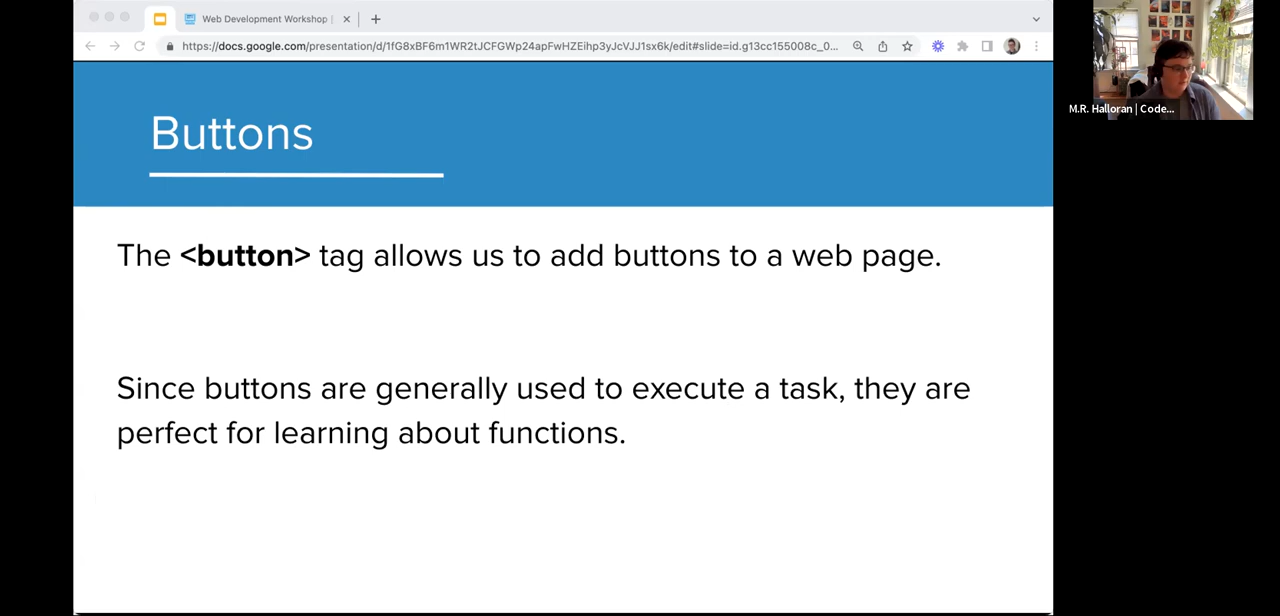 Web Development Workshop |
https://docs.google.com/presentation/d/1fG8xBF6m1WR2tJCFGWp24apFwHZEihp3yJcVJJ1sx6k/edit#slide=id.g13cc155008c_0...
M.R. Halloran | Code...
Buttons
The <button> tag allows us to add buttons to a web page.
Since buttons are generally used to execute a task, they are
perfect for learning about functions.